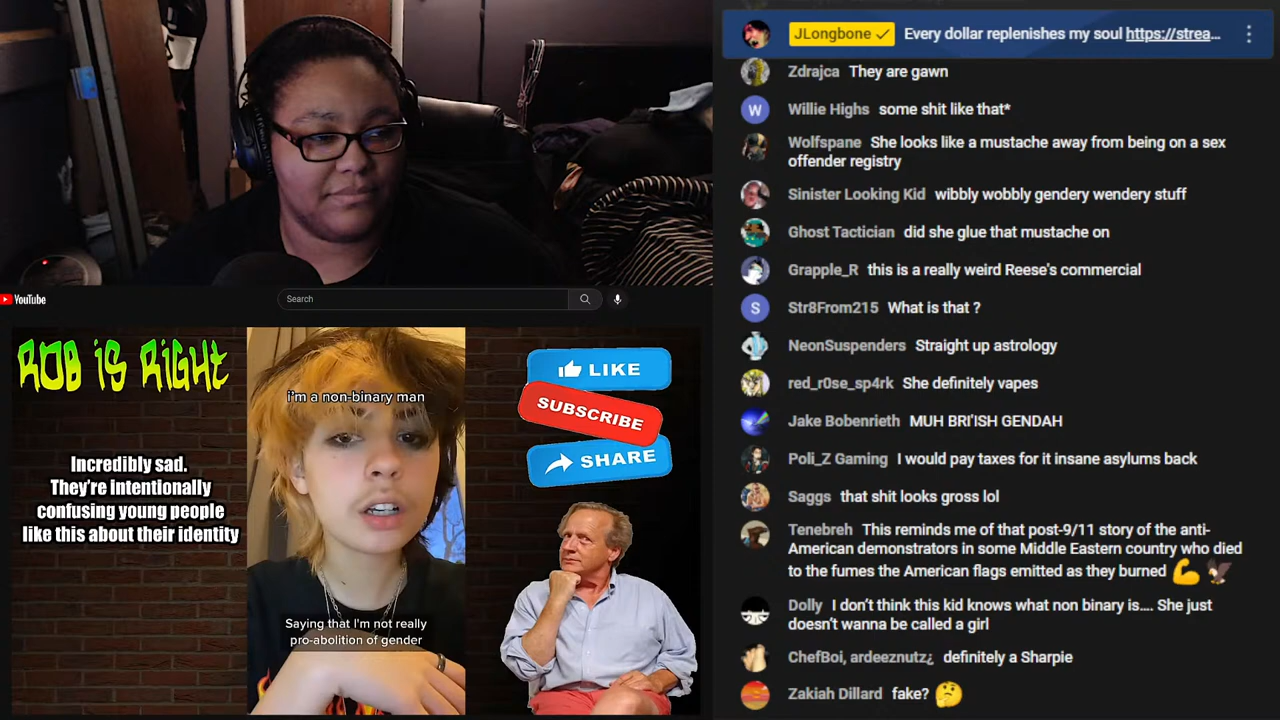 JLongbone Every dollar replenishes my soul https://strea...
Zdrajca They are gawn
Willie Highs some shit like that*
Wolfspane She looks like a mustache away from being on a sex
offender registry
Sinister Looking Kid wibbly wobbly gendery wendery stuff
Ghost Tactician did she glue that mustache on
Grapple_R this is a really weird Reese's commercial
S Str8From215 What is that ?
NeonSuspenders Straight up astrology
red_r0se_sp4rk She definitely vapes
Jake Bobenrieth MUH BRI'ISH GENDAH
Poli_Z Gaming I would pay taxes for it insane asylums back
Saggs that shit looks gross lol
Tenebreh This reminds me of that post-9/11 story of the anti-
American demonstrators in some Middle Eastern country who died
to the fumes the American flags emitted as they burned 💪 🦅
Dolly I don't think this kid knows what non binary is.... She just
doesn't wanna be called a girl
ChefBoi, ardeeznutz¿ definitely a Sharpie
Zakiah Dillard fake? 🤔
W
YouTube
Search
ROB iS RiGHT
Incredibly sad.
They're intentionally
confusing young people
like this about their identity
i'm a non-binary man
Saying that I'm not really
pro-abolition of gender
LIKE
SUBSCRIBE
SHARE